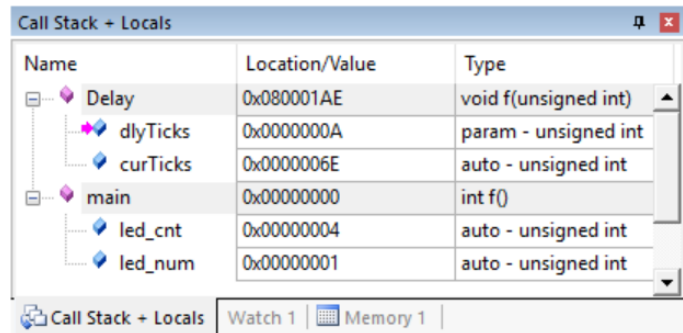 Call Stack + Locals
Name Location/Value Type
Delay 0x080001AE void f(unsigned int)
dlyTicks 0x0000000A param - unsigned int
curTicks 0x0000006E auto - unsigned int
main 0x00000000 int f()
led_cnt 0x00000004 auto - unsigned int
led_num 0x00000001 auto - unsigned int
Call Stack + Locals Watch 1 Memory 1